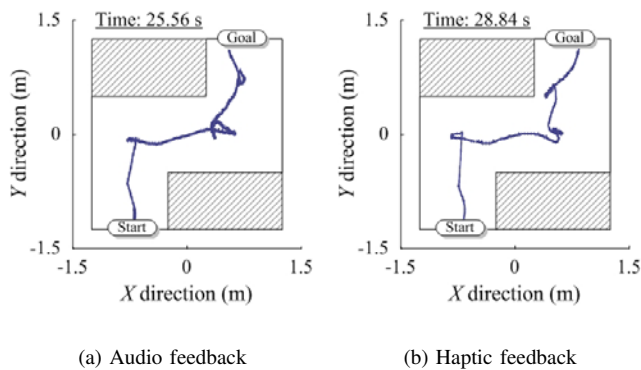 Time: 25.56 s
1.5
Goal
Y direction (m)
0
Start
-1.5
-1.5
0
1.5
X direction (m)
(a) Audio feedback
Time: 28.84 s
1.5
Goal
Y direction (m)
0
Start
-1.5
-1.5
0
1.5
X direction (m)
(b) Haptic feedback